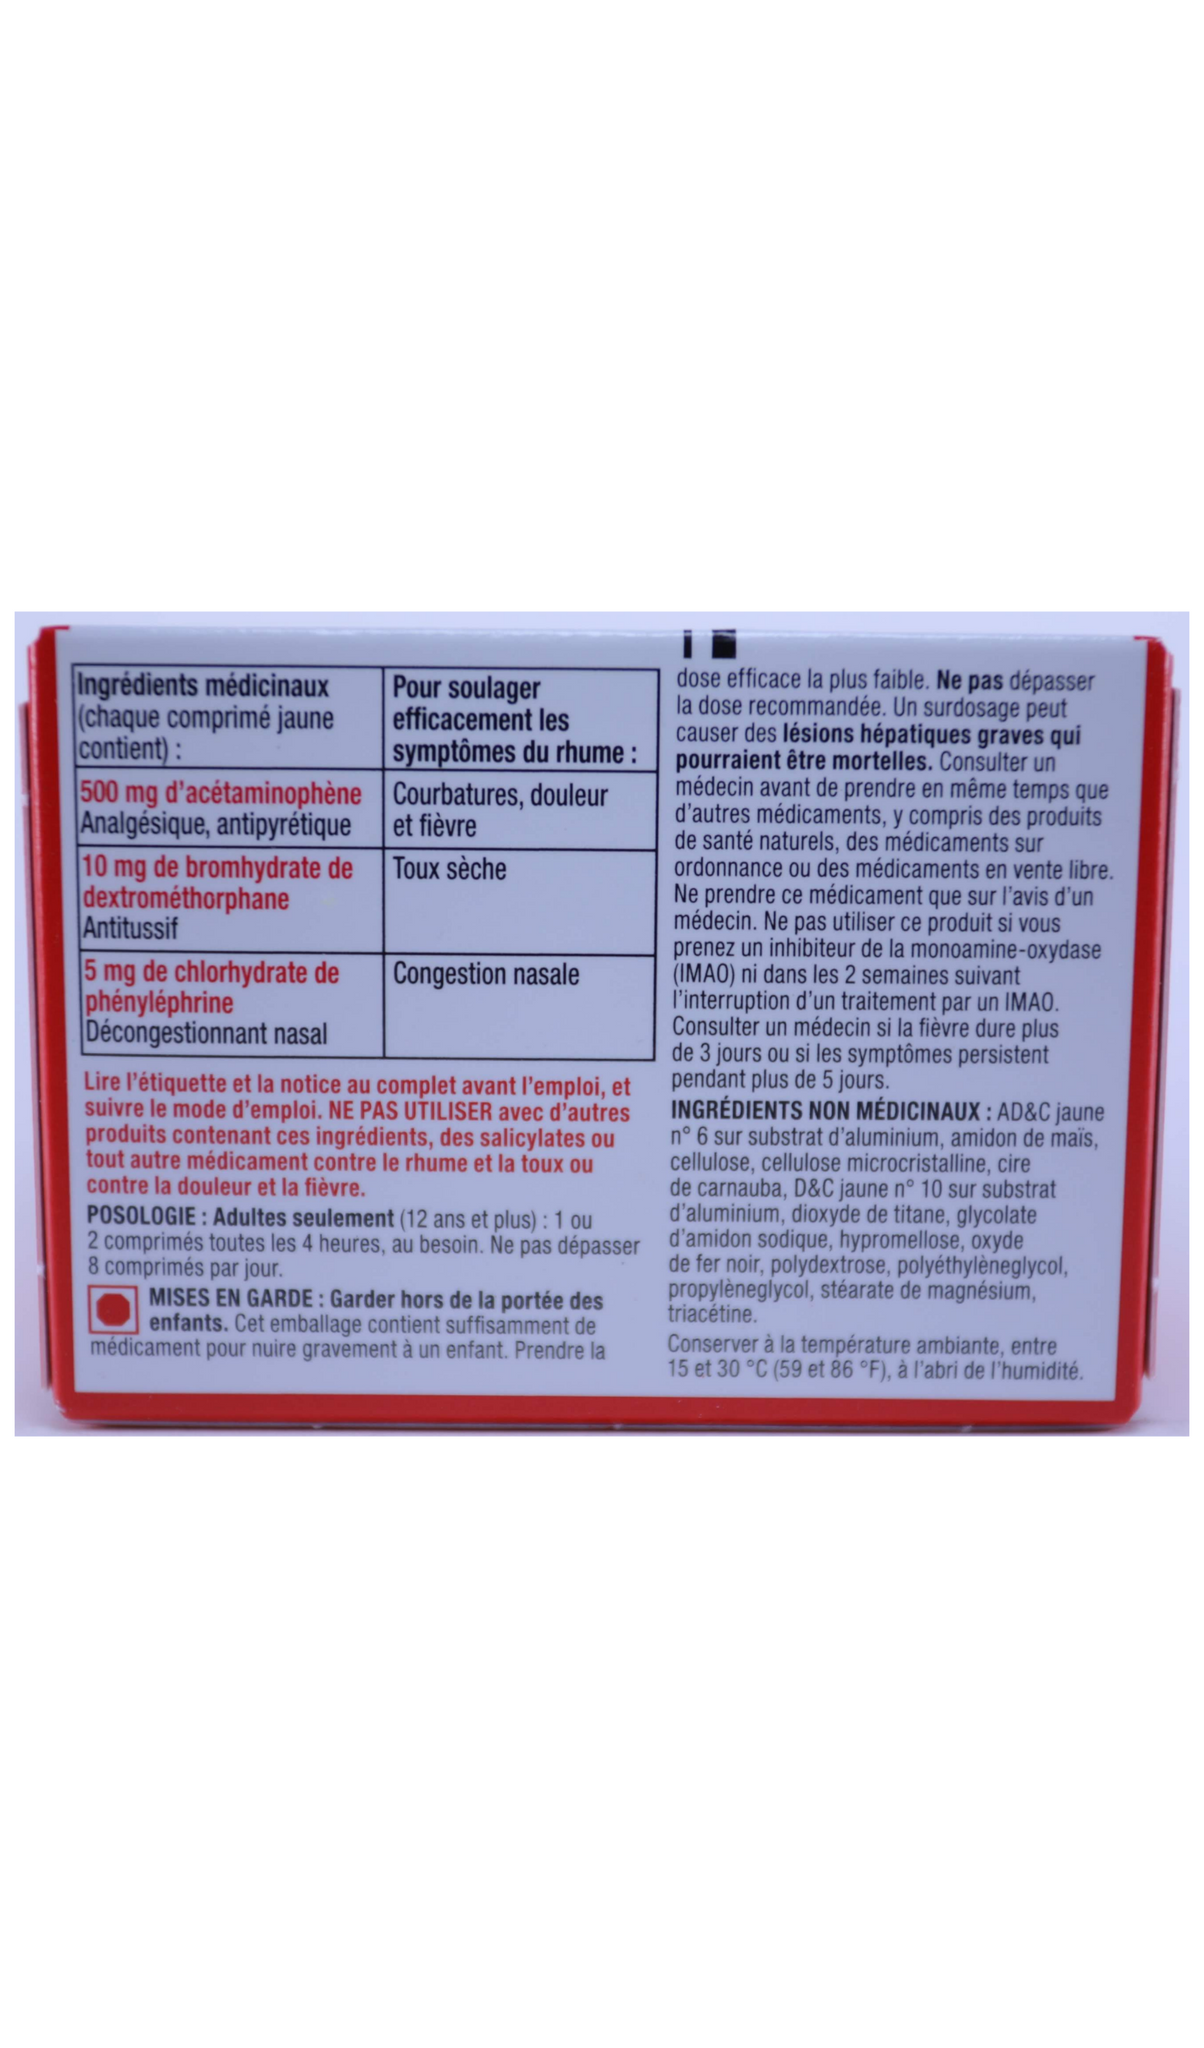 Ingrédients médicinaux
(chaque comprimé jaune
contient) :
Pour soulager
efficacement les
symptômes du rhume :
500 mg d'acétaminophène
Analgésique, antipyrétique
Courbatures, douleur
et fièvre
10 mg de bromhydrate de
dextrométhorphane
Antitussif
Toux sèche
5 mg de chlorhydrate de
phényléphrine
Décongestionnant nasal
Congestion nasale
Lire l'étiquette et la notice au complet avant l'emploi, et
suivre le mode d'emploi. NE PAS UTILISER avec d'autres
produits contenant ces ingrédients, des salicylates ou
tout autre médicament contre le rhume et la toux ou
contre la douleur et la fièvre.
POSOLOGIE : Adultes seulement (12 ans et plus) : 1 ou
2 comprimés toutes les 4 heures, au besoin. Ne pas dépasser
8 comprimés par jour.
MISES EN GARDE : Garder hors de la portée des
enfants. Cet emballage contient suffisamment de
médicament pour nuire gravement à un enfant. Prendre la
dose efficace la plus faible. Ne pas dépasser
la dose recommandée. Un surdosage peut
causer des lésions hépatiques graves qui
pourraient être mortelles. Consulter un
médecin avant de prendre en même temps que
d'autres médicaments, y compris des produits
de santé naturels, des médicaments sur
ordonnance ou des médicaments en vente libre.
Ne prendre ce médicament que sur l'avis d'un
médecin. Ne pas utiliser ce produit si vous
prenez un inhibiteur de la monoamine-oxydase
(IMAO) ni dans les 2 semaines suivant
l'interruption d'un traitement par un IMAO.
Consulter un médecin si la fièvre dure plus
de 3 jours ou si les symptômes persistent
pendant plus de 5 jours.
INGRÉDIENTS NON MÉDICINAUX : AD&C jaune
n° 6 sur substrat d'aluminium, amidon de maïs,
cellulose, cellulose microcristalline, cire
de carnauba, D&C jaune n° 10 sur substrat
d'aluminium, dioxyde de titane, glycolate
d'amidon sodique, hypromellose, oxyde
de fer noir, polydextrose, polyéthylèneglycol,
propylèneglycol, stéarate de magnésium,
triacétine.
Conserver à la température ambiante, entre
15 et 30 °C (59 et 86 °F), à l'abri de l'humidité.